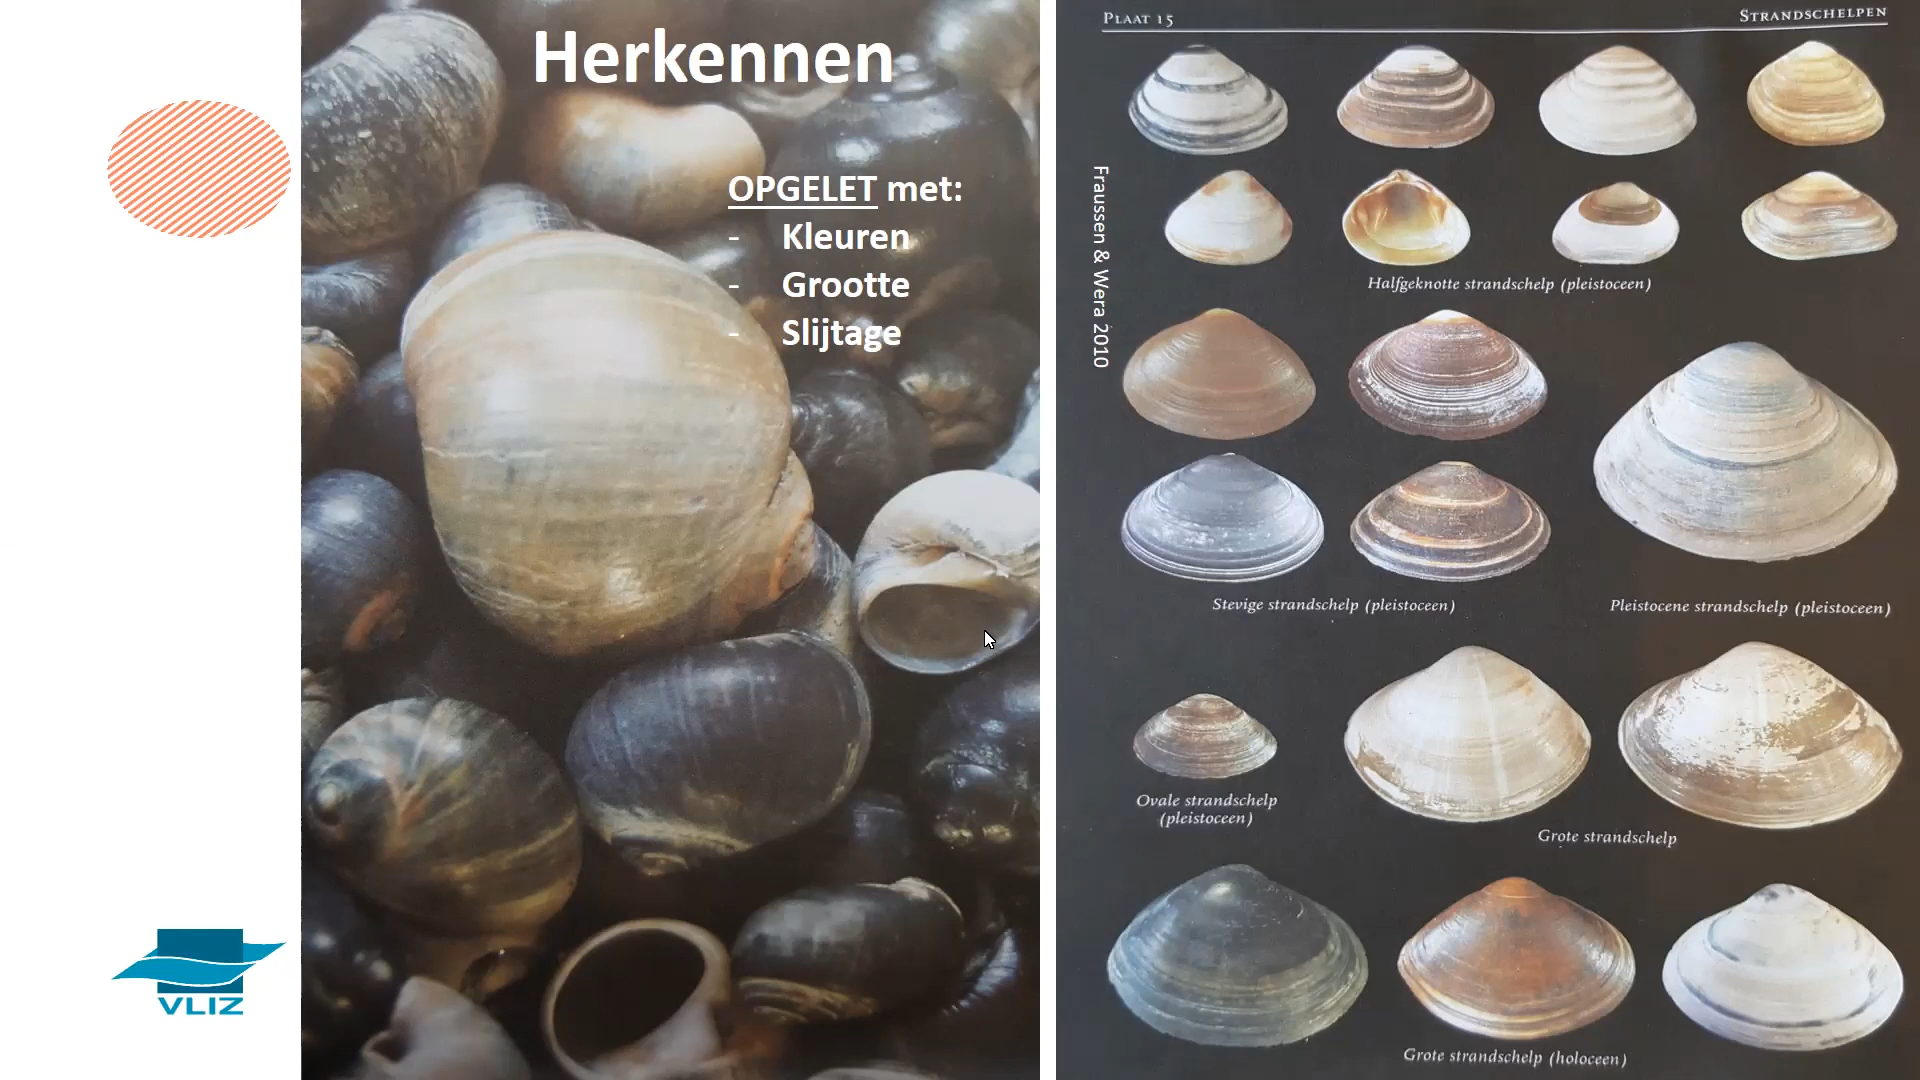 Herkennen
OPGELET met:
- Kleuren
- Grootte
- Slijtage
VLIZ
PLAAT 15
STRANDSCHELPEN
Fraussen & Wera 2010
Halfgeknotte strandschelp (pleistoceen)
Stevige strandschelp (pleistoceen)
Pleistocene strandschelp (pleistoceen)
Ovale strandschelp
(pleistoceen)
Grote strandschelp
Grote strandschelp (holoceen)